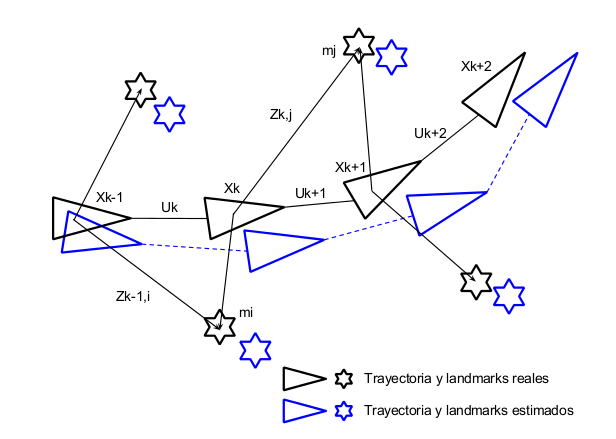 mj
Xk+2
Zk,j
Uk+2
Xk+1
Xk-1
Xk
Uk+1
Uk
Zk-1,i
mi
Trayectoria y landmarks reales
Trayectoria y landmarks estimados